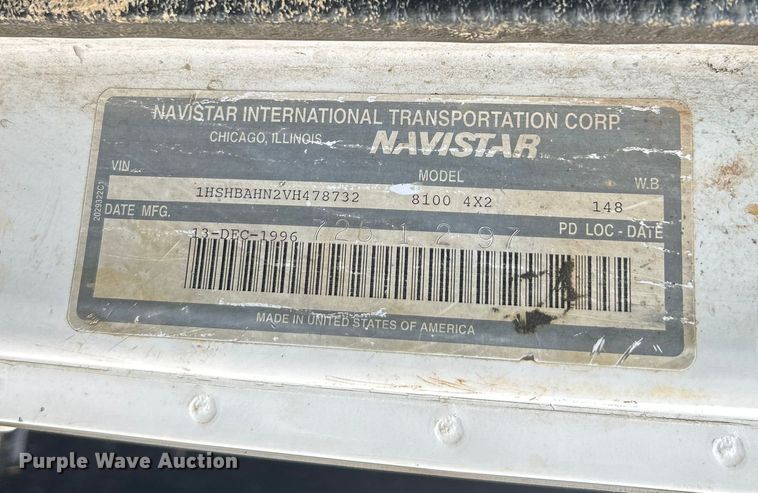 NAVISTAR INTERNATIONAL TRANSPORTATION CORP.
CHICAGO, ILLINOIS NAVISTAR
VIN MODEL W.B
1HSHBAHN2VH478732 8100 4X2 148
DATE MFG. PD LOC - DATE
13-DEC-1996
MADE IN UNITED STATES OF AMERICA
2029322C1
Purple Wave Auction